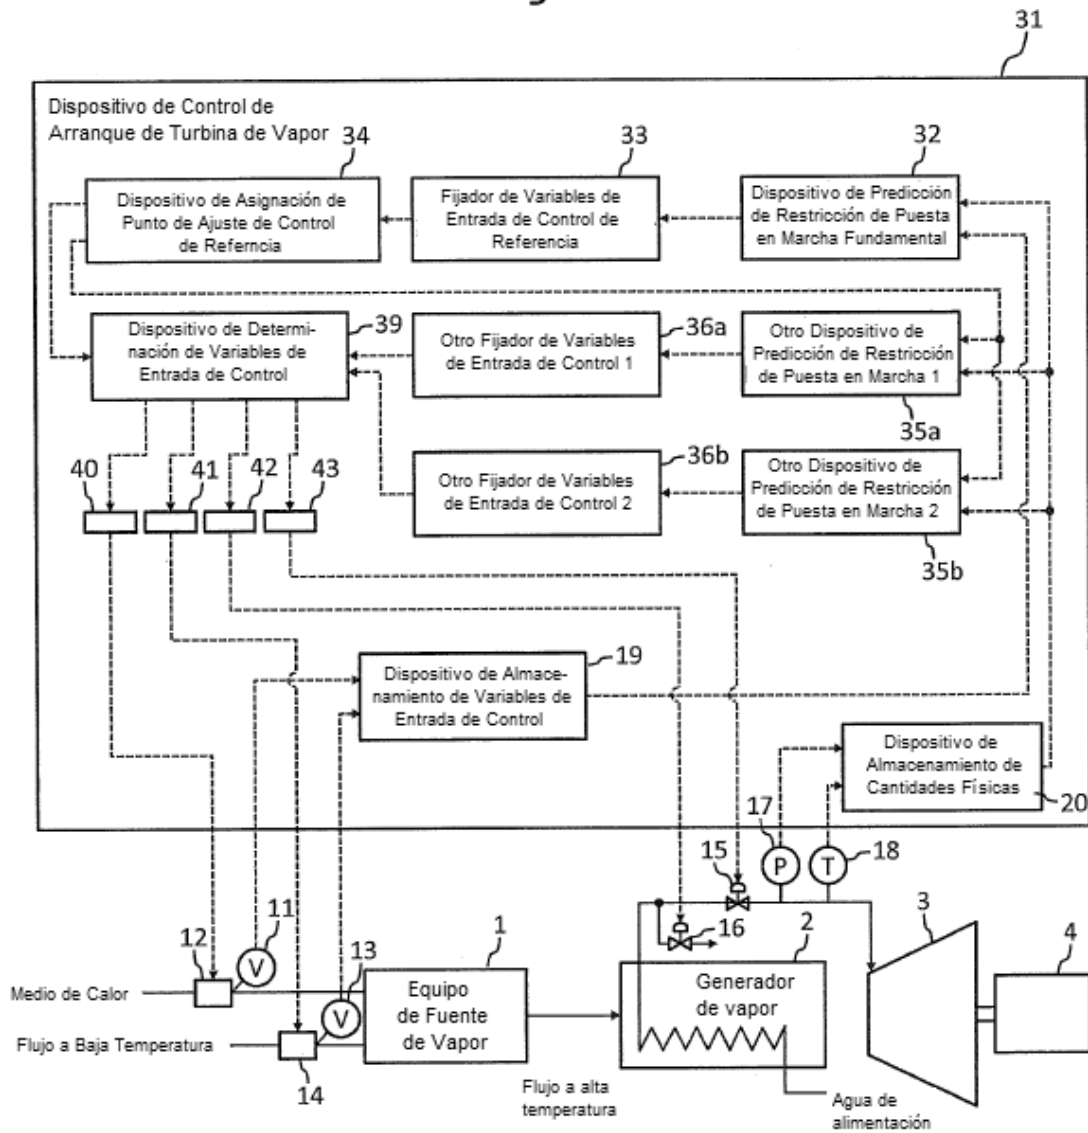 31
Dispositivo de Control de
Arranque de Turbina de Vapor
34
33
32
Dispositivo de Asignación de
Punto de Ajuste de Control
de Referncia
Fijador de Variables de
Entrada de Control de
Referencia
Dispositivo de Predicción
de Restricción de Puesta
en Marcha Fundamental
Dispositivo de Determi-
nación de Variables de
Entrada de Control
39
Otro Fijador de Variables
de Entrada de Control 1
36a
Otro Dispositivo de
Predicción de Restricción
de Puesta en Marcha 1
35a
Otro Fijador de Variables
de Entrada de Control 2
36b
Otro Dispositivo de
Predicción de Restricción
de Puesta en Marcha 2
35b
40
41
42
43
Dispositivo de Almace-
namiento de Variables de
Entrada de Control
19
Dispositivo de
Almacenamiento de
Cantidades Físicas
20
17
P
T
18
15
16
11
12
V
13
V
14
Medio de Calor
Flujo a Baja Temperatura
1
Equipo
de Fuente
de Vapor
Flujo a alta
temperatura
2
Generador
de vapor
Agua de
alimentación
3
4